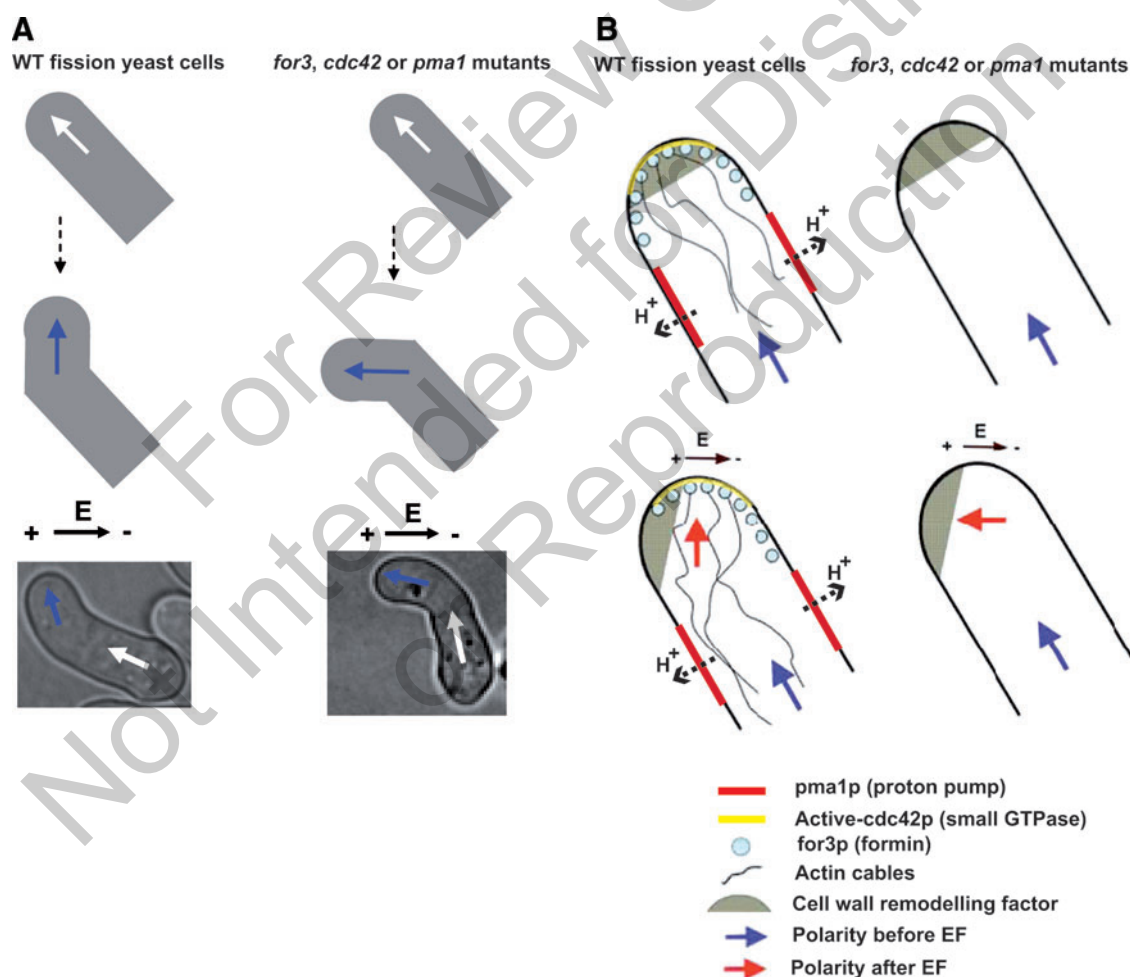 A
WT fission yeast cells
for3, cdc42 or pma1 mutants
E
+ -
E
+ -
B
WT fission yeast cells
for3, cdc42 or pma1 mutants
H+
H+
E
+ -
E
+ -
H+
H+
pma1p (proton pump)
Active-cdc42p (small GTPase)
for3p (formin)
Actin cables
Cell wall remodelling factor
Polarity before EF
Polarity after EF
For Review Only
Not Intended for Distribution
or Reproduction